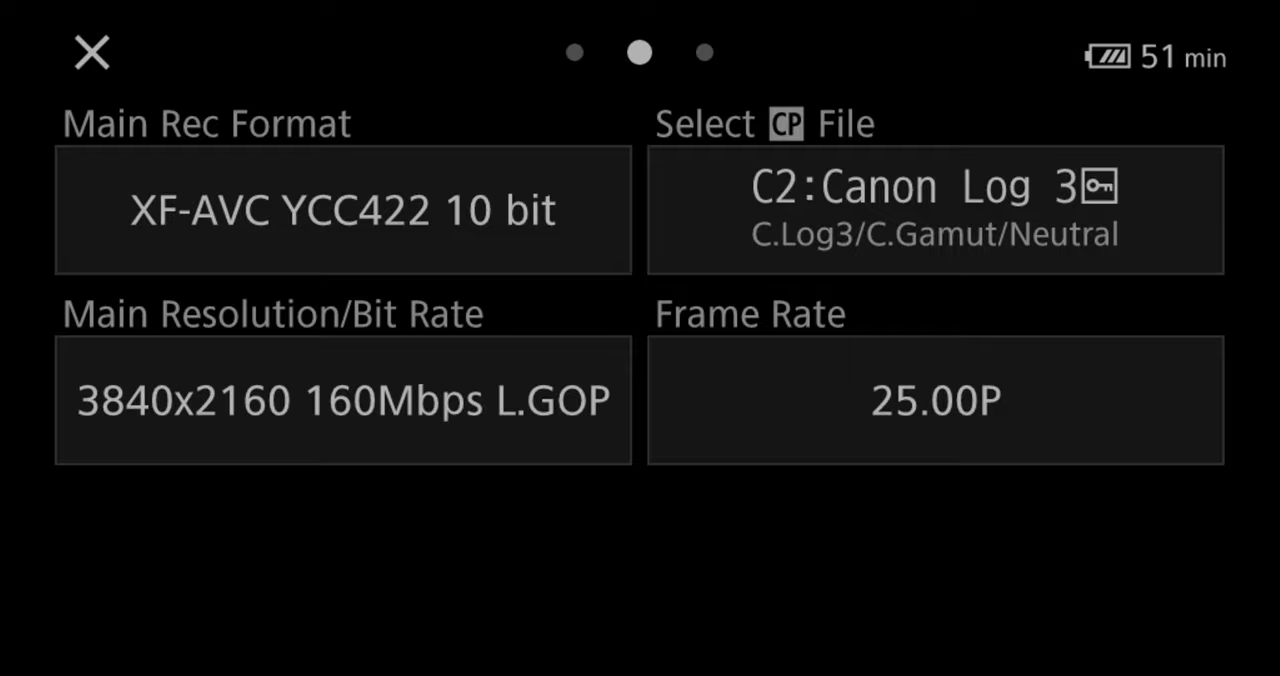 51 min
Main Rec Format
Select CP File
XF-AVC YCC422 10 bit
C2:Canon Log 3
C.Log3/C.Gamut/Neutral
Main Resolution/Bit Rate
Frame Rate
3840x2160 160Mbps L.GOP
25.00P